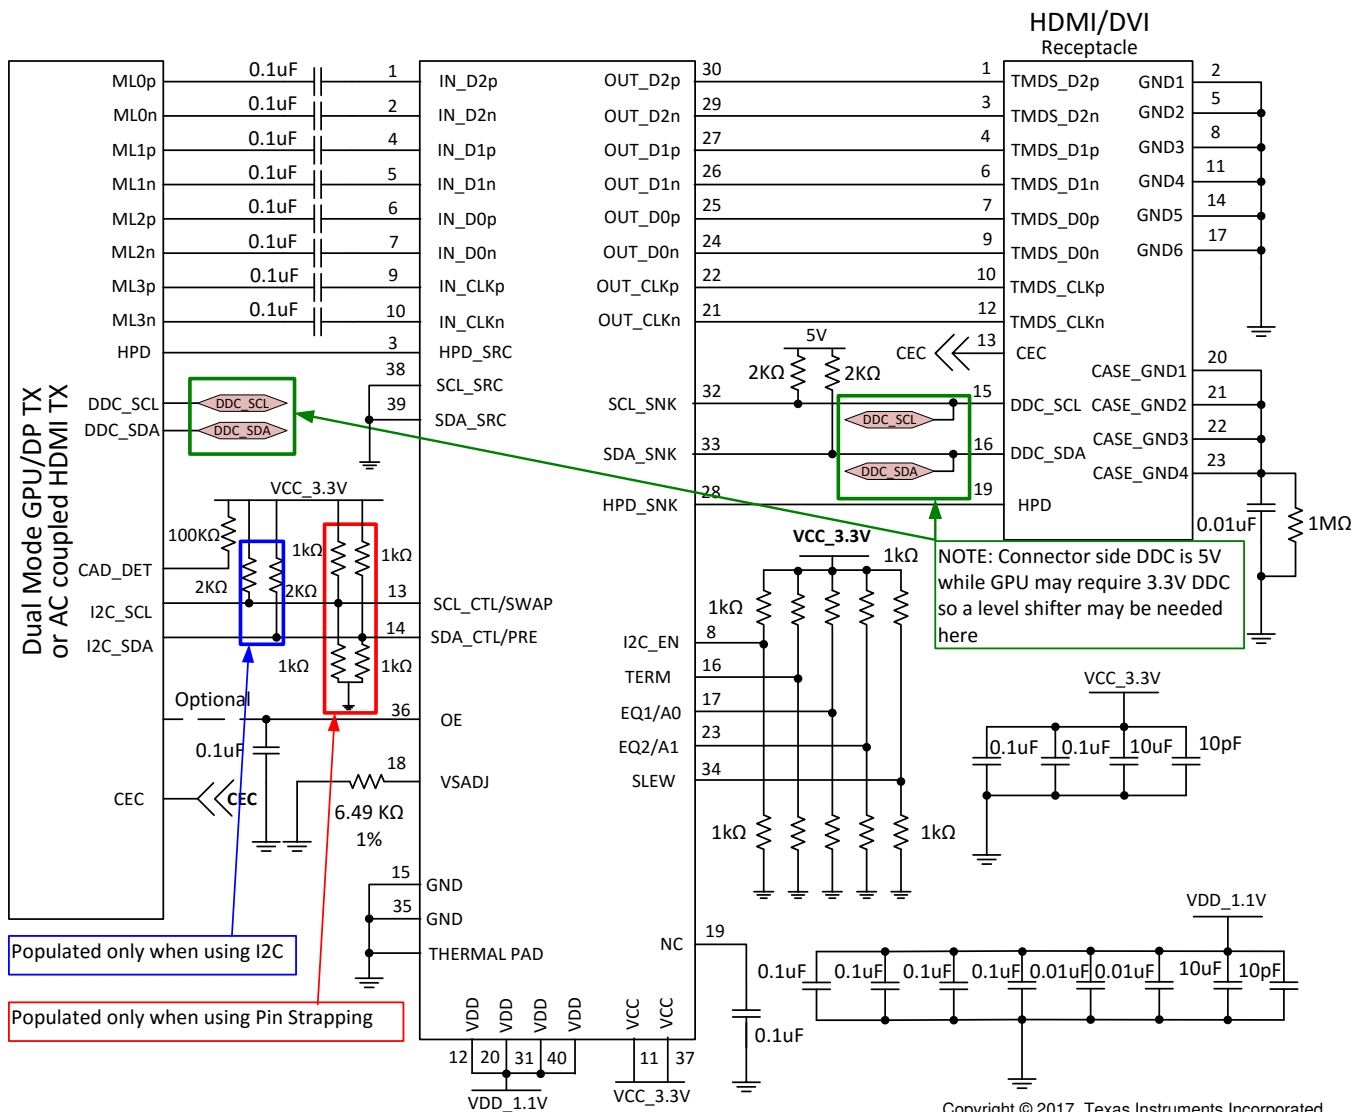 HDMI/DVI
Receptacle
Dual Mode GPU/DP TX
or AC coupled HDMI TX
ML0p 0.1uF 1 IN_D2p OUT_D2p 30 1 TMDS_D2p GND1 2
ML0n 0.1uF 2 IN_D2n OUT_D2n 29 3 TMDS_D2n GND2 5
ML1p 0.1uF 4 IN_D1p OUT_D1p 27 4 TMDS_D1p GND3 8
ML1n 0.1uF 5 IN_D1n OUT_D1n 26 6 TMDS_D1n GND4 11
ML2p 0.1uF 6 IN_D0p OUT_D0p 25 7 TMDS_D0p GND5 14
ML2n 0.1uF 7 IN_D0n OUT_D0n 24 9 TMDS_D0n GND6 17
ML3p 0.1uF 9 IN_CLKp OUT_CLKp 22 10 TMDS_CLKp
ML3n 0.1uF 10 IN_CLKn OUT_CLKn 21 12 TMDS_CLKn
HPD 3 HPD_SRC 5V CEC 13 CEC
38 SCL_SRC 2KΩ 2KΩ CASE_GND1 20
DDC_SCL DDC_SCL 39 SDA_SRC SCL_SNK 32 15 DDC_SCL CASE_GND2 21
DDC_SCL
DDC_SDA DDC_SDA SDA_SNK 33 16 DDC_SDA CASE_GND3 22
DDC_SDA CASE_GND4 23
HPD_SNK 28 19 HPD 0.01uF 1MΩ
VCC_3.3V
100KΩ 1kΩ 1kΩ
CAD_DET 2KΩ 2KΩ
I2C_SCL 13 SCL_CTL/SWAP
I2C_SDA 14 SDA_CTL/PRE
1kΩ 1kΩ
VCC_3.3V
1kΩ 1kΩ
NOTE: Connector side DDC is 5V
while GPU may require 3.3V DDC
so a level shifter may be needed
here
I2C_EN 8
TERM 16
EQ1/A0 17
EQ2/A1 23
SLEW 34
1kΩ 1kΩ
Optional 36 OE
0.1uF
18 VSADJ
6.49 KΩ
1%
CEC CEC
VCC_3.3V
0.1uF 0.1uF 10uF 10pF
15 GND
35 GND
THERMAL PAD
NC 19
0.1uF
Populated only when using I2C
Populated only when using Pin Strapping
VDD_1.1V
0.1uF 0.1uF 0.1uF 0.1uF 0.01uF 0.01uF 10uF 10pF
VDD VDD VDD VDD VCC VCC
12 20 31 40 11 37
VDD_1.1V VCC_3.3V
Copyright © 2017, Texas Instruments Incorporated